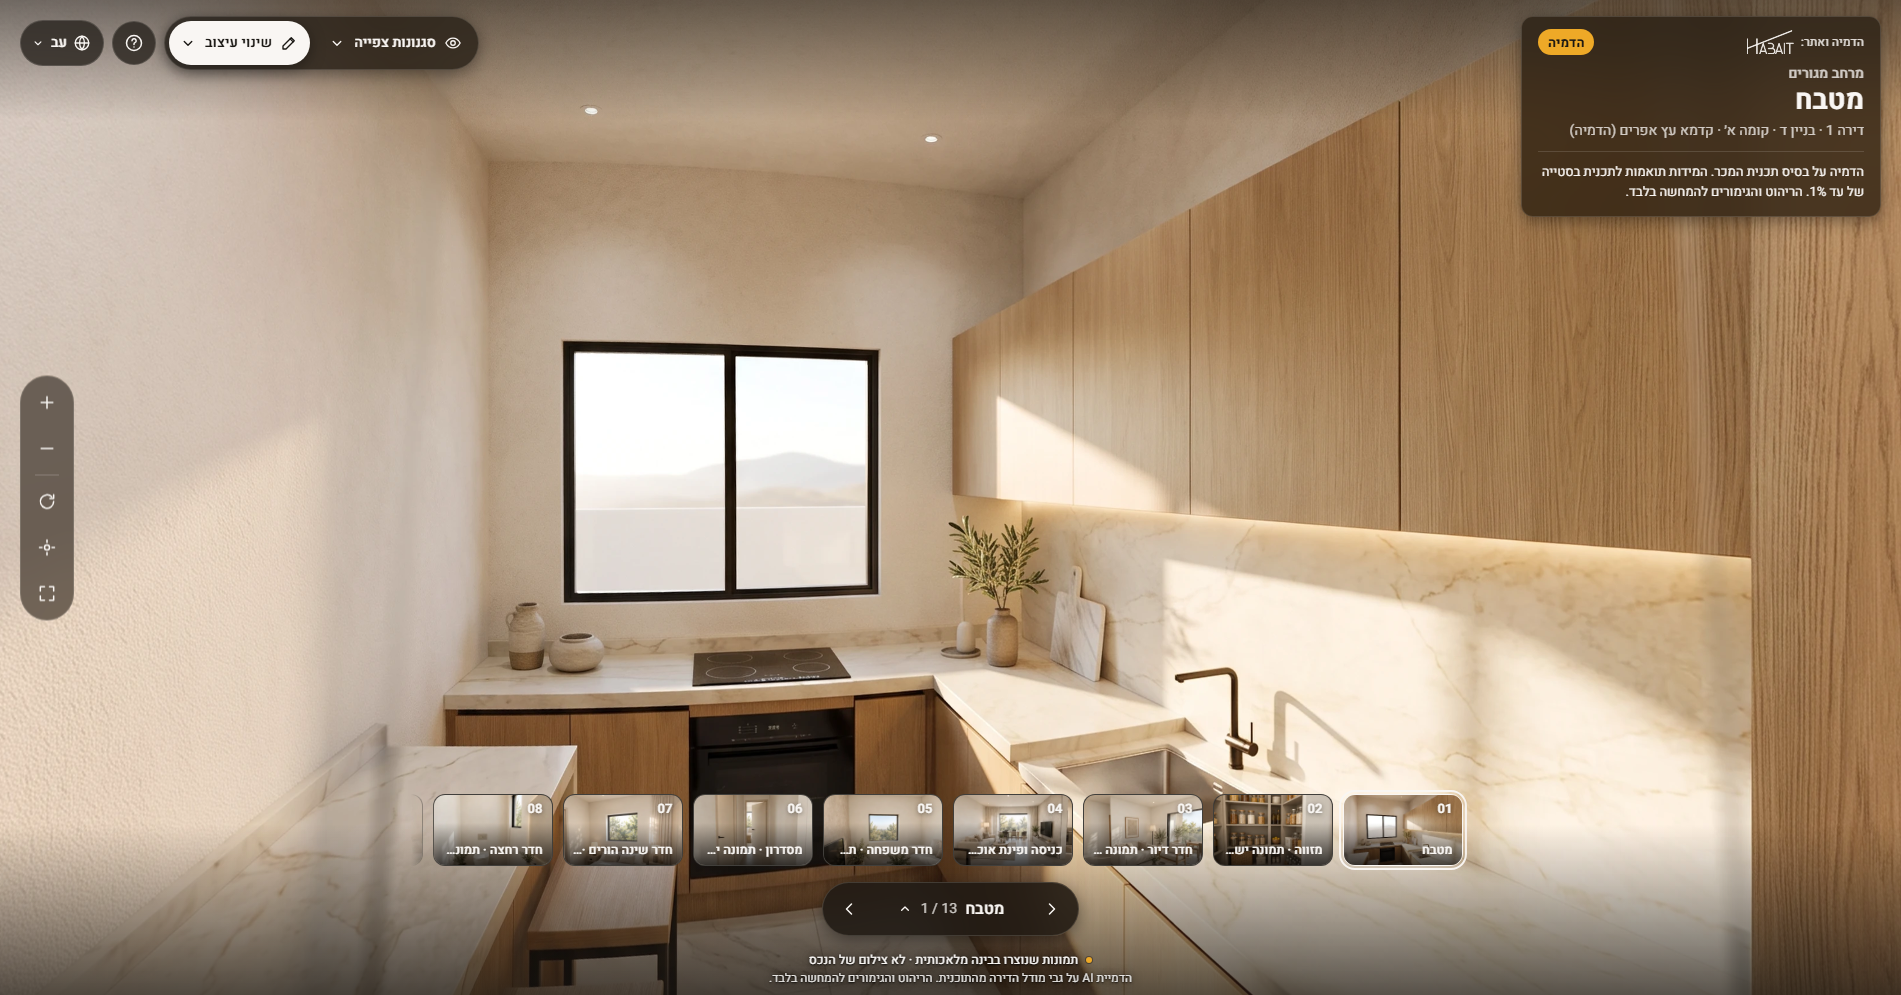 הדמיה ואתר: HABAIT
הדמיה
מרחב מגורים
מטבח
דירה 1 · בניין ד · קומה א' · קדמא עץ אפרים (הדמיה)
הדמיה על בסיס תכנית המכר. המידות תואמות לתכנית בסטייה
של עד 1%. הריהוט והגימורים להמחשה בלבד.
סגנונות צפייה
שינוי עיצוב
עב
01
מטבח
02
מזווה · תמונה יש...
03
חדר דיור · תמונה ...
04
כניסה ופינת אוכ...
05
חדר משפחה · ת...
06
מסדרון · תמונה י...
07
חדר שינה הורים ·...
08
חדר רחצה · תמונ...
מטבח 1 / 13
תמונות שנוצרו בבינה מלאכותית · לא צילום של הנכס
הדמיית AI על גבי מודל הדירה מהתוכנית. הריהוט והגימורים להמחשה בלבד.